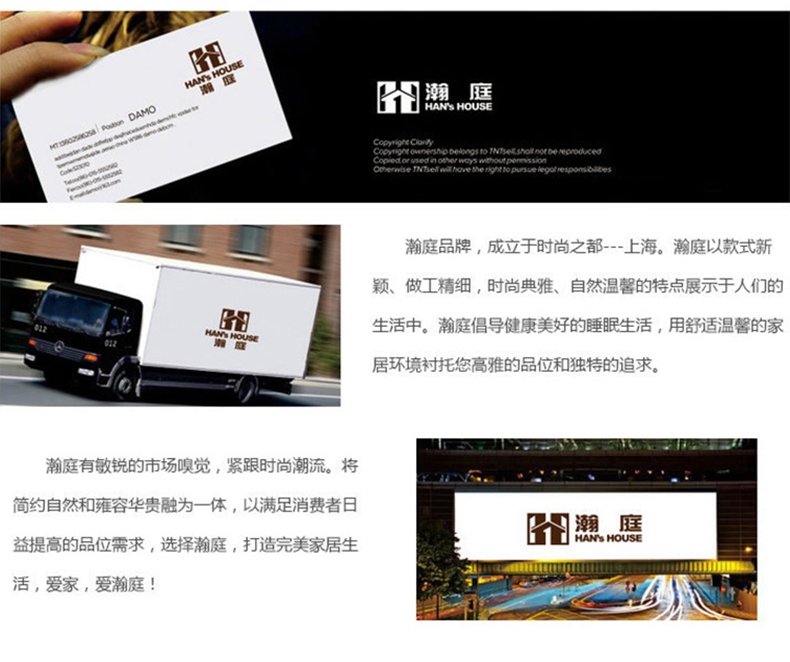 HAN's HOUSE
瀚 庭
DAMO
Position
瀚 庭
HAN's HOUSE
Copyright Clarify
Copyright ownership belongs to TNTsell,shall not be reproduced
Copied,or used in other ways without permission
Otherwise TNTsell will have the right to pursue legal responsibilities
HAN's HOUSE
瀚 庭
012
012
瀚庭品牌，成立于时尚之都---上海。瀚庭以款式新
颖、做工精细，时尚典雅、自然温馨的特点展示于人们的
生活中。瀚庭倡导健康美好的睡眠生活，用舒适温馨的家
居环境衬托您高雅的品位和独特的追求。
瀚庭有敏锐的市场嗅觉，紧跟时尚潮流。将
简约自然和雍容华贵融为一体，以满足消费者日
益提高的品位需求，选择瀚庭，打造完美家居生
活，爱家，爱瀚庭！
瀚 庭
HAN's HOUSE